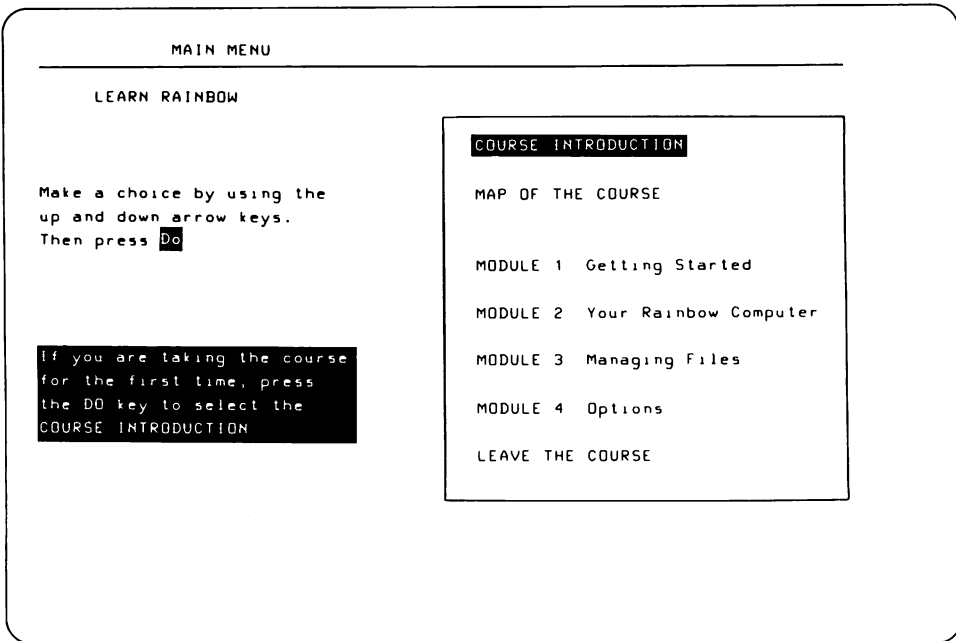 MAIN MENU
LEARN RAINBOW
Make a choice by using the
up and down arrow keys.
Then press Do
If you are taking the course
for the first time, press
the DO key to select the
COURSE INTRODUCTION
COURSE INTRODUCTION
MAP OF THE COURSE
MODULE 1 Getting Started
MODULE 2 Your Rainbow Computer
MODULE 3 Managing Files
MODULE 4 Options
LEAVE THE COURSE